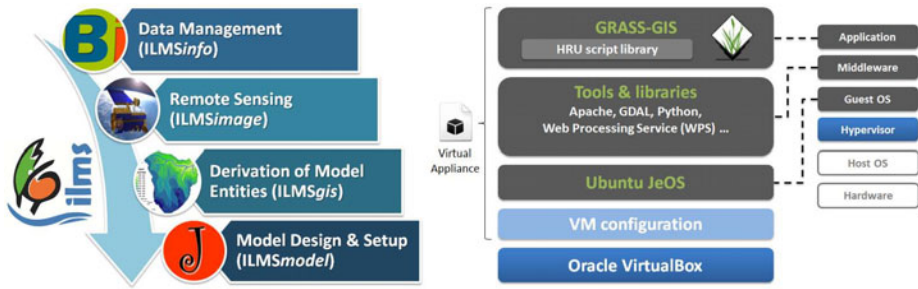 Bi
Data Management
(ILMSinfo)
Remote Sensing
(ILMSimage)
Derivation of Model
Entities (ILMSgis)
J
Model Design & Setup
(ILMSmodel)
ilms
Virtual
Appliance
GRASS-GIS
HRU script library
Tools & libraries
Apache, GDAL, Python,
Web Processing Service (WPS) ...
Ubuntu JeOS
VM configuration
Oracle VirtualBox
Application
Middleware
Guest OS
Hypervisor
Host OS
Hardware